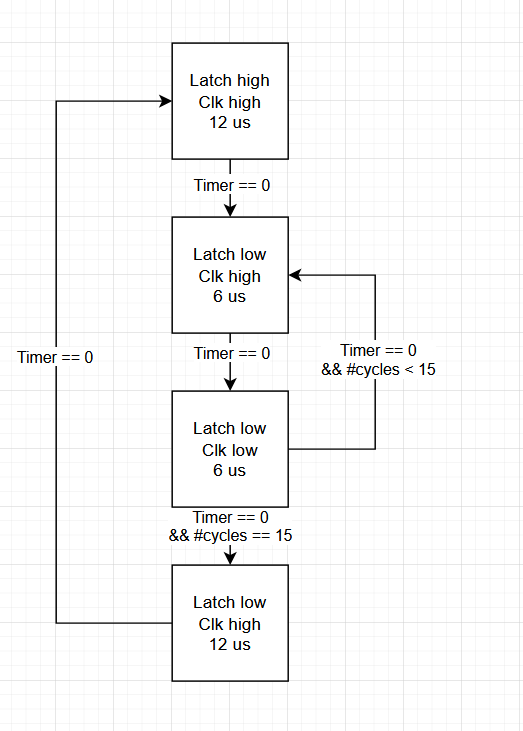 Latch high
Clk high
12 us
Timer == 0
Latch low
Clk high
6 us
Timer == 0
Timer == 0
Timer == 0
&& #cycles < 15
Latch low
Clk low
6 us
Timer == 0
&& #cycles == 15
Latch low
Clk high
12 us